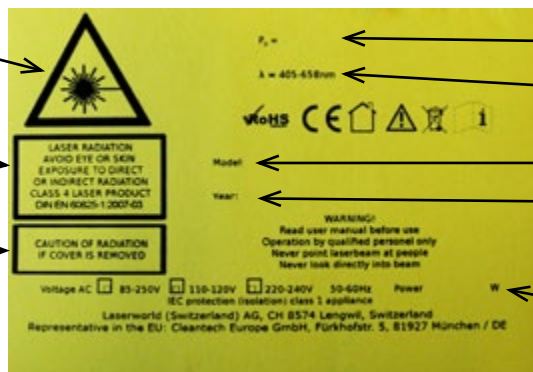 P₀ =
λ = 405-658nm
RoHS CE i
LASER RADIATION
AVOID EYE OR SKIN
EXPOSURE TO DIRECT
OR INDIRECT RADIATION
CLASS 4 LASER PRODUCT
DIN EN 60825-1:2007-03
Model:
Year:
CAUTION OF RADIATION
IF COVER IS REMOVED
WARNING!
Read user manual before use
Operation by qualified personel only
Never point laserbeam at people
Never look directly into beam
Voltage AC 85-250V 110-120V 220-240V 50-60Hz Power W
IEC protection (isolation) class 1 appliance
Laserworld (Switzerland) AG, CH 8574 Lengwil, Switzerland
Representative in the EU: Cleantech Europe GmbH, Fürkhofstr. 5, 81927 München / DE